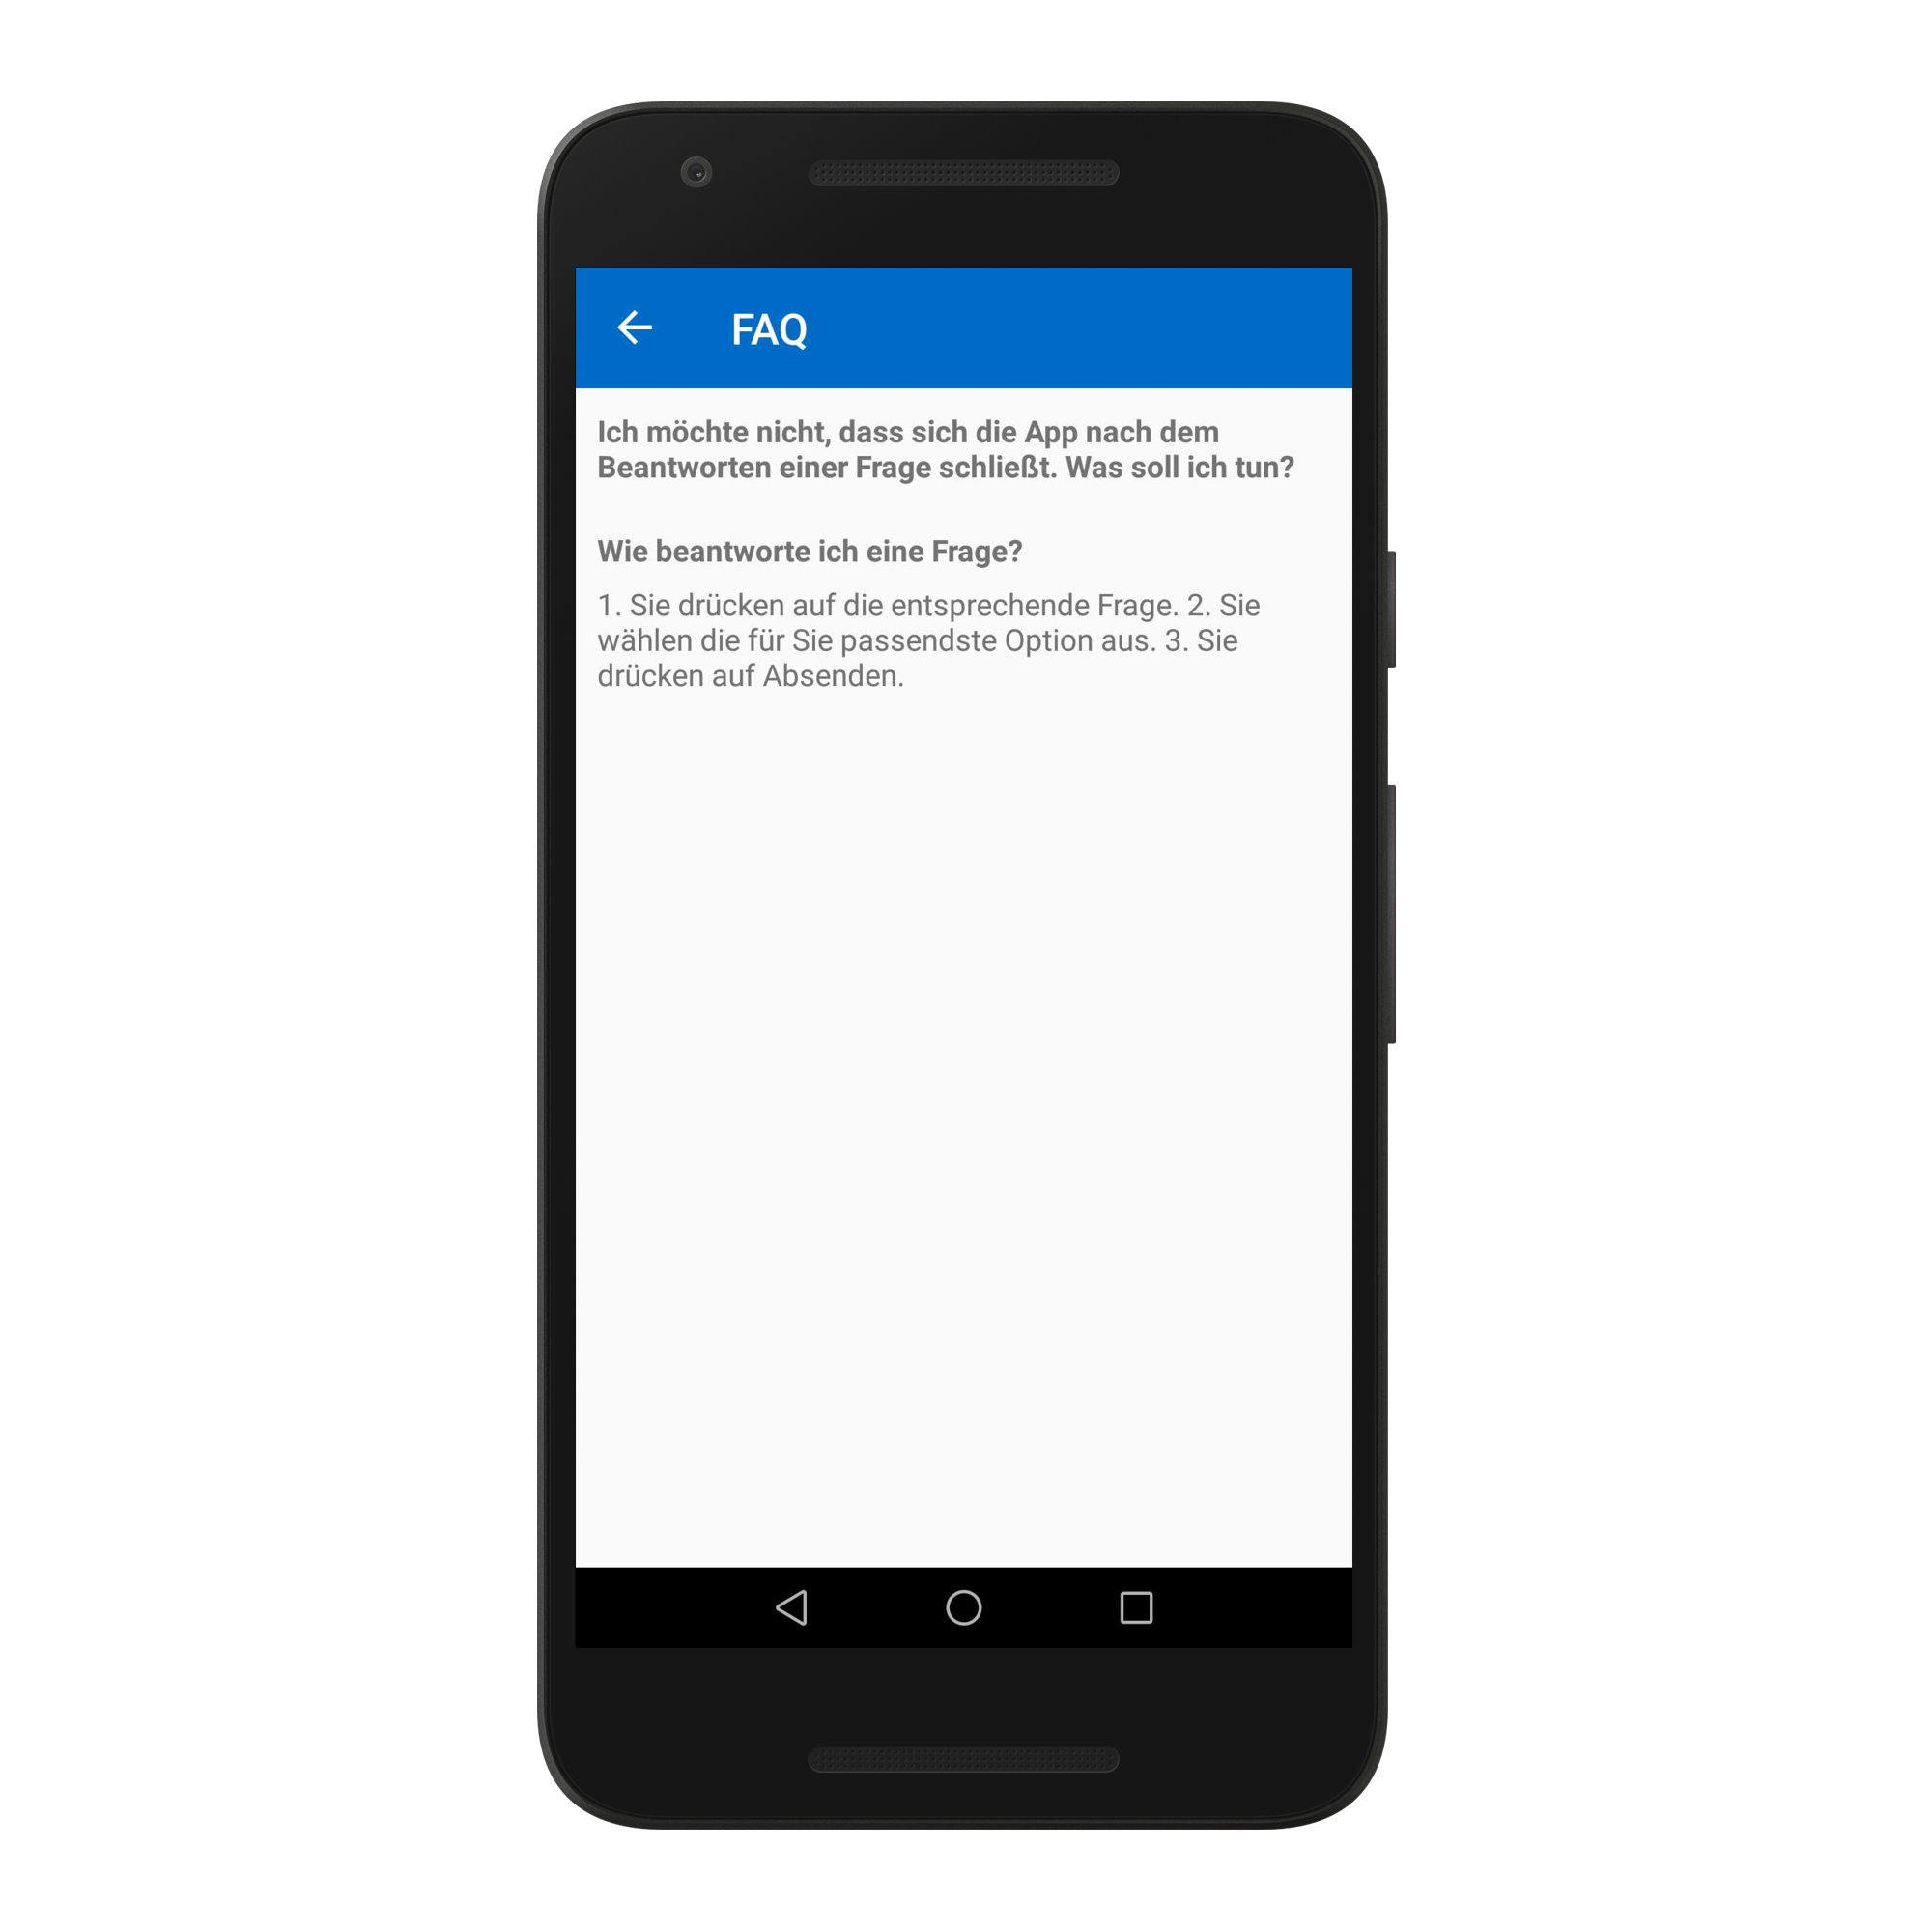 FAQ
Ich möchte nicht, dass sich die App nach dem
Beantworten einer Frage schließt. Was soll ich tun?
Wie beantworte ich eine Frage?
1. Sie drücken auf die entsprechende Frage. 2. Sie
wählen die für Sie passendste Option aus. 3. Sie
drücken auf Absenden.